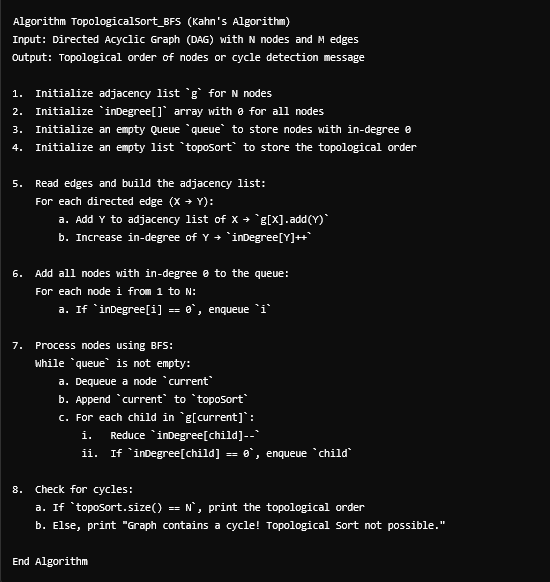 Algorithm TopologicalSort_BFS (Kahn's Algorithm)
Input: Directed Acyclic Graph (DAG) with N nodes and M edges
Output: Topological order of nodes or cycle detection message
1. Initialize adjacency list `g` for N nodes
2. Initialize `inDegree[]` array with 0 for all nodes
3. Initialize an empty Queue `queue` to store nodes with in-degree 0
4. Initialize an empty list `topoSort` to store the topological order
5. Read edges and build the adjacency list:
For each directed edge (X → Y):
a. Add Y to adjacency list of X → `g[X].add(Y)`
b. Increase in-degree of Y → `inDegree[Y]++`
6. Add all nodes with in-degree 0 to the queue:
For each node i from 1 to N:
a. If `inDegree[i] == 0`, enqueue `i`
7. Process nodes using BFS:
While `queue` is not empty:
a. Dequeue a node `current`
b. Append `current` to `topoSort`
c. For each child in `g[current]`:
i. Reduce `inDegree[child]--`
ii. If `inDegree[child] == 0`, enqueue `child`
8. Check for cycles:
a. If `topoSort.size() == N`, print the topological order
b. Else, print "Graph contains a cycle! Topological Sort not possible."
End Algorithm